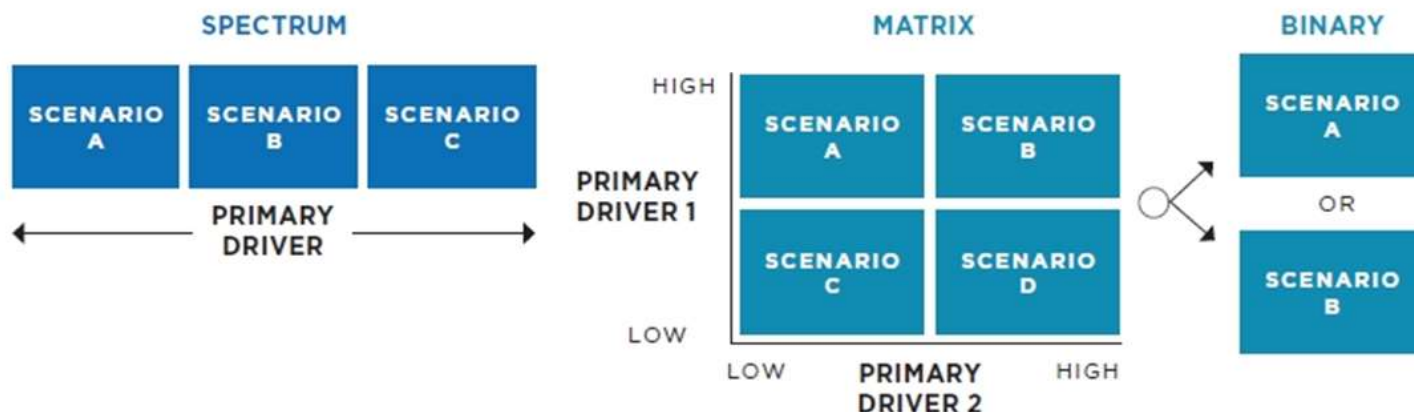 SPECTRUM
SCENARIO
A
SCENARIO
B
SCENARIO
C
PRIMARY
DRIVER
MATRIX
HIGH
PRIMARY
DRIVER 1
LOW
SCENARIO
A
SCENARIO
B
SCENARIO
C
SCENARIO
D
LOW
PRIMARY
DRIVER 2
HIGH
BINARY
SCENARIO
A
OR
SCENARIO
B